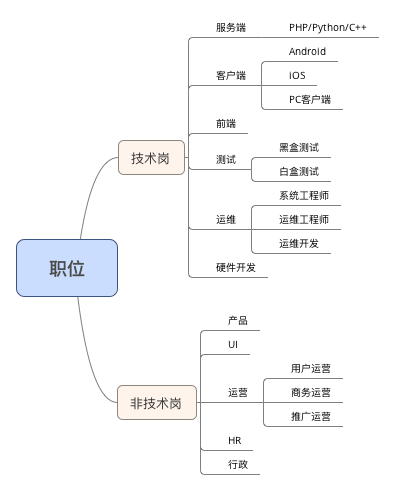 职位
技术岗
服务端
PHP/Python/C++
客户端
Android
iOS
PC客户端
前端
测试
黑盒测试
白盒测试
运维
系统工程师
运维工程师
运维开发
硬件开发
非技术岗
产品
UI
运营
用户运营
商务运营
推广运营
HR
行政